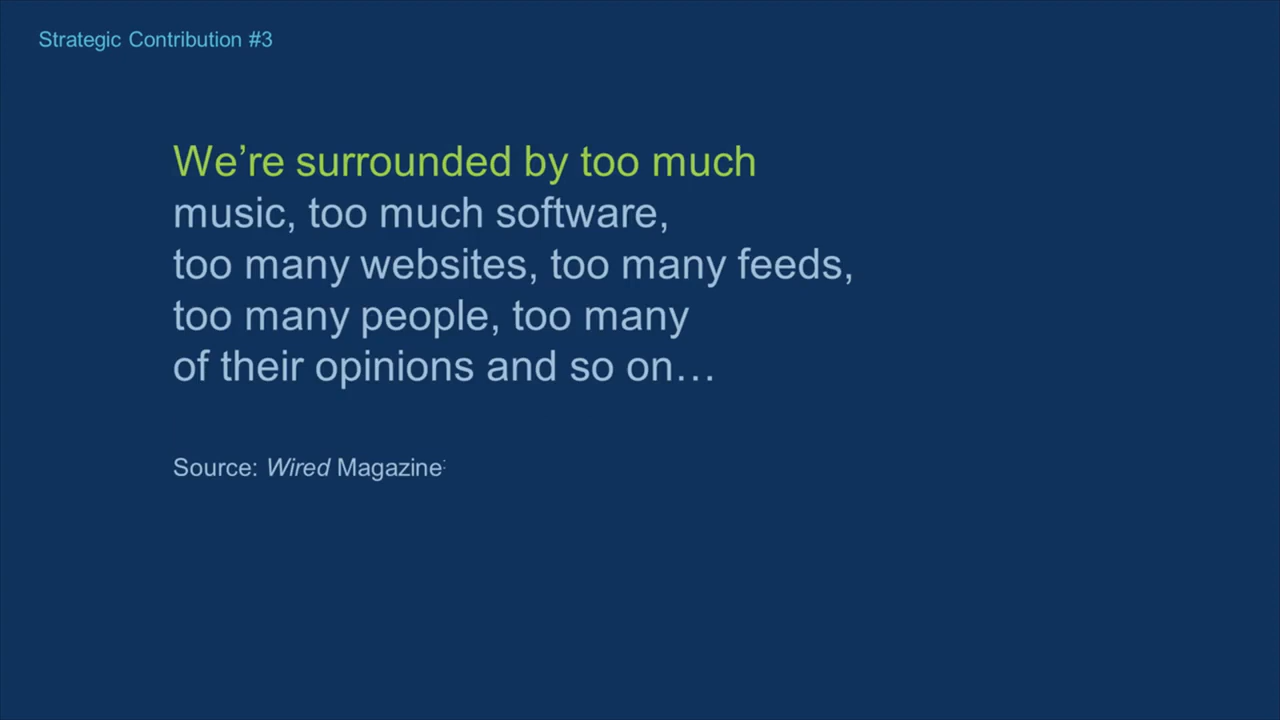 Strategic Contribution #3
We’re surrounded by too much
music, too much software,
too many websites, too many feeds,
too many people, too many
of their opinions and so on…
Source: Wired Magazine: